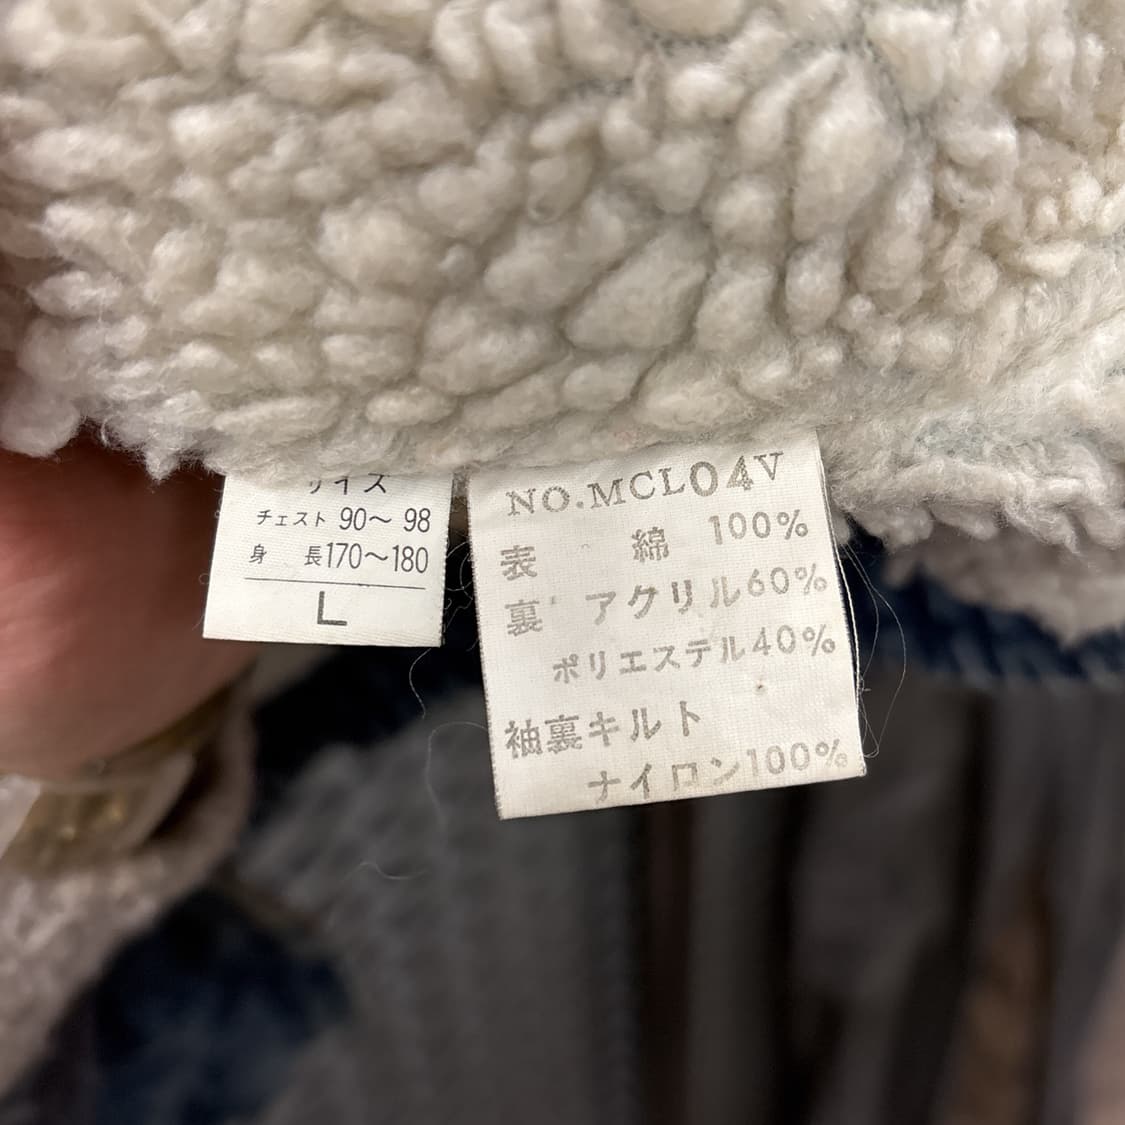 サイズ
チェスト 90〜 98
身 長170〜180
L
NO.MCL04V
表 綿 100%
裏 アクリル60%
ポリエステル40%
袖裏キルト
ナイロン100%